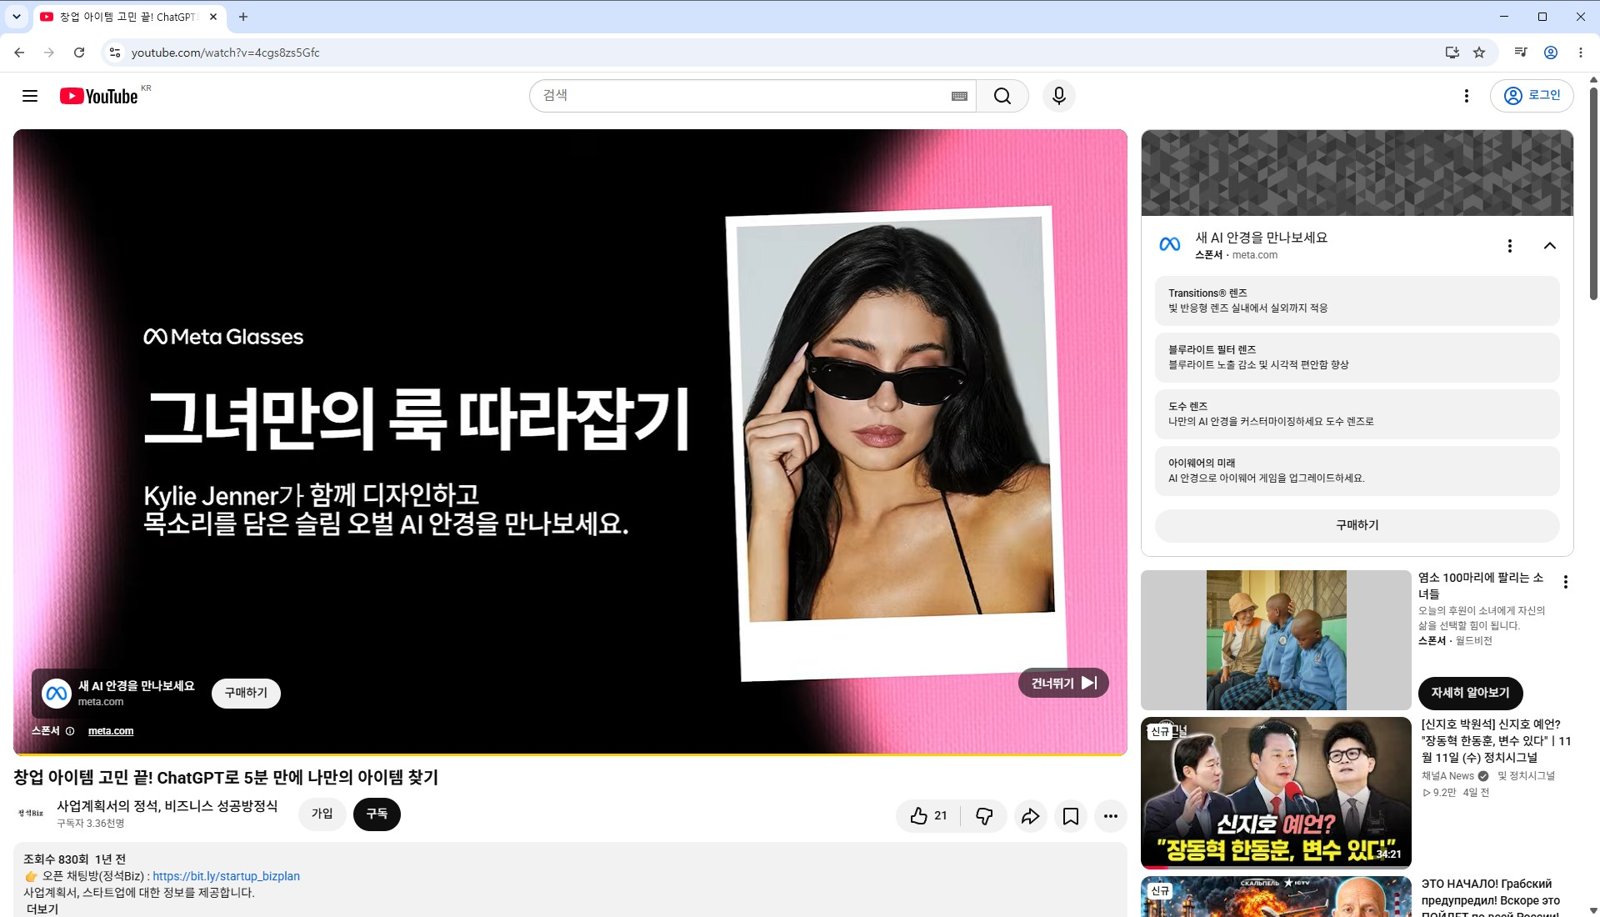 창업 아이템 고민 끝! ChatGPT
youtube.com/watch?v=4cgs8zs5Gfc
YouTube KR
검색
로그인
Meta Glasses
그녀만의 룩 따라잡기
Kylie Jenner가 함께 디자인하고
목소리를 담은 슬림 오벌 AI 안경을 만나보세요.
새 AI 안경을 만나보세요
meta.com
구매하기
건너뛰기
스폰서
meta.com
창업 아이템 고민 끝! ChatGPT로 5분 만에 나만의 아이템 찾기
정석Biz
사업계획서의 정석, 비즈니스 성공방정식
구독자 3.36천명
가입
구독
21
조회수 830회 1년 전
👉 오픈 채팅방(정석Biz) : https://bit.ly/startup_bizplan
사업계획서, 스타트업에 대한 정보를 제공합니다.
더보기
새 AI 안경을 만나보세요
스폰서 · meta.com
Transitions® 렌즈
빛 반응형 렌즈 실내에서 실외까지 적응
블루라이트 필터 렌즈
블루라이트 노출 감소 및 시각적 편안함 향상
도수 렌즈
나만의 AI 안경을 커스터마이징하세요 도수 렌즈로
아이웨어의 미래
AI 안경으로 아이웨어 게임을 업그레이드하세요.
구매하기
염소 100마리에 팔리는 소
녀들
오늘의 후원이 소녀에게 자신의
삶을 선택할 힘이 됩니다.
스폰서 · 월드비전
자세히 알아보기
신규
신지호 예언?
"장동혁 한동훈, 변수 있다"
34:21
[신지호 박원석] 신지호 예언?
"장동혁 한동훈, 변수 있다"ㅣ11
월 11일 (수) 정치시그널
채널A News 및 정치시그널
9.2만 4일 전
신규
СКАЛЬПЕЛЬ
ЭТО НАЧАЛО! Грабский
предупредил! Вскоре это